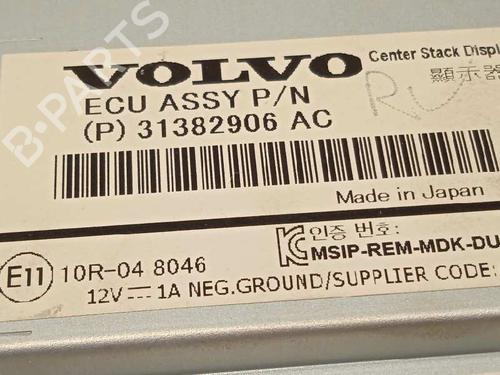 VOLVO
Center Stack Displ
顯示器
ECU ASSY P/N
(P) 31382906 AC
RV
Made in Japan
인증 번호:
MSIP-REM-MDK-DU
E11 10R-04 8046
12V⎓1A NEG.GROUND/SUPPLIER CODE:
B-PARTS